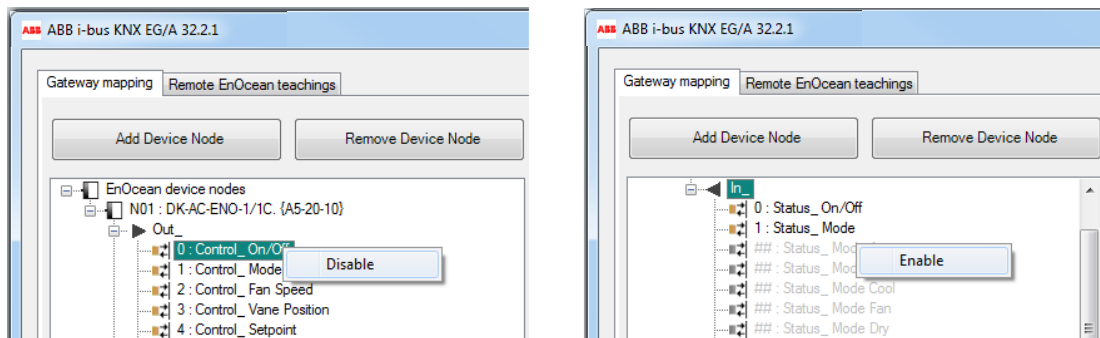 ABB ABB i-bus KNX EG/A 32.2.1
Gateway mapping Remote EnOcean teachings
Add Device Node Remove Device Node
EnOcean device nodes
N01 : DK-AC-ENO-1/1C. {A5-20-10}
Out_
0 : Control_ On/Off
1 : Control_ Mode
Disable
2 : Control_ Fan Speed
3 : Control_ Vane Position
4 : Control_ Setpoint
ABB ABB i-bus KNX EG/A 32.2.1
Gateway mapping Remote EnOcean teachings
Add Device Node Remove Device Node
In_
0 : Status_ On/Off
1 : Status_ Mode
## : Status_
## : Status_
Enable
## : Status_ Mode Cool
## : Status_ Mode Fan
## : Status_ Mode Dry